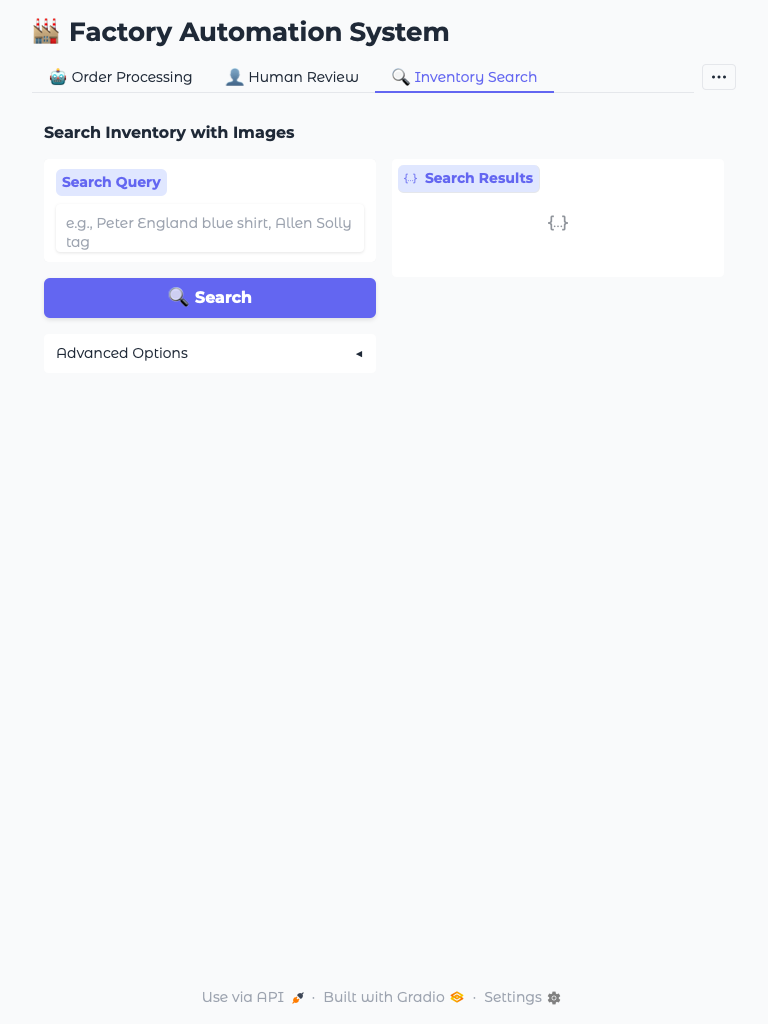 Factory Automation System
Order Processing
Human Review
Inventory Search
Search Inventory with Images
Search Query
e.g., Peter England blue shirt, Allen Solly
tag
Search
Advanced Options
{..} Search Results
{..}
Use via API · Built with Gradio · Settings